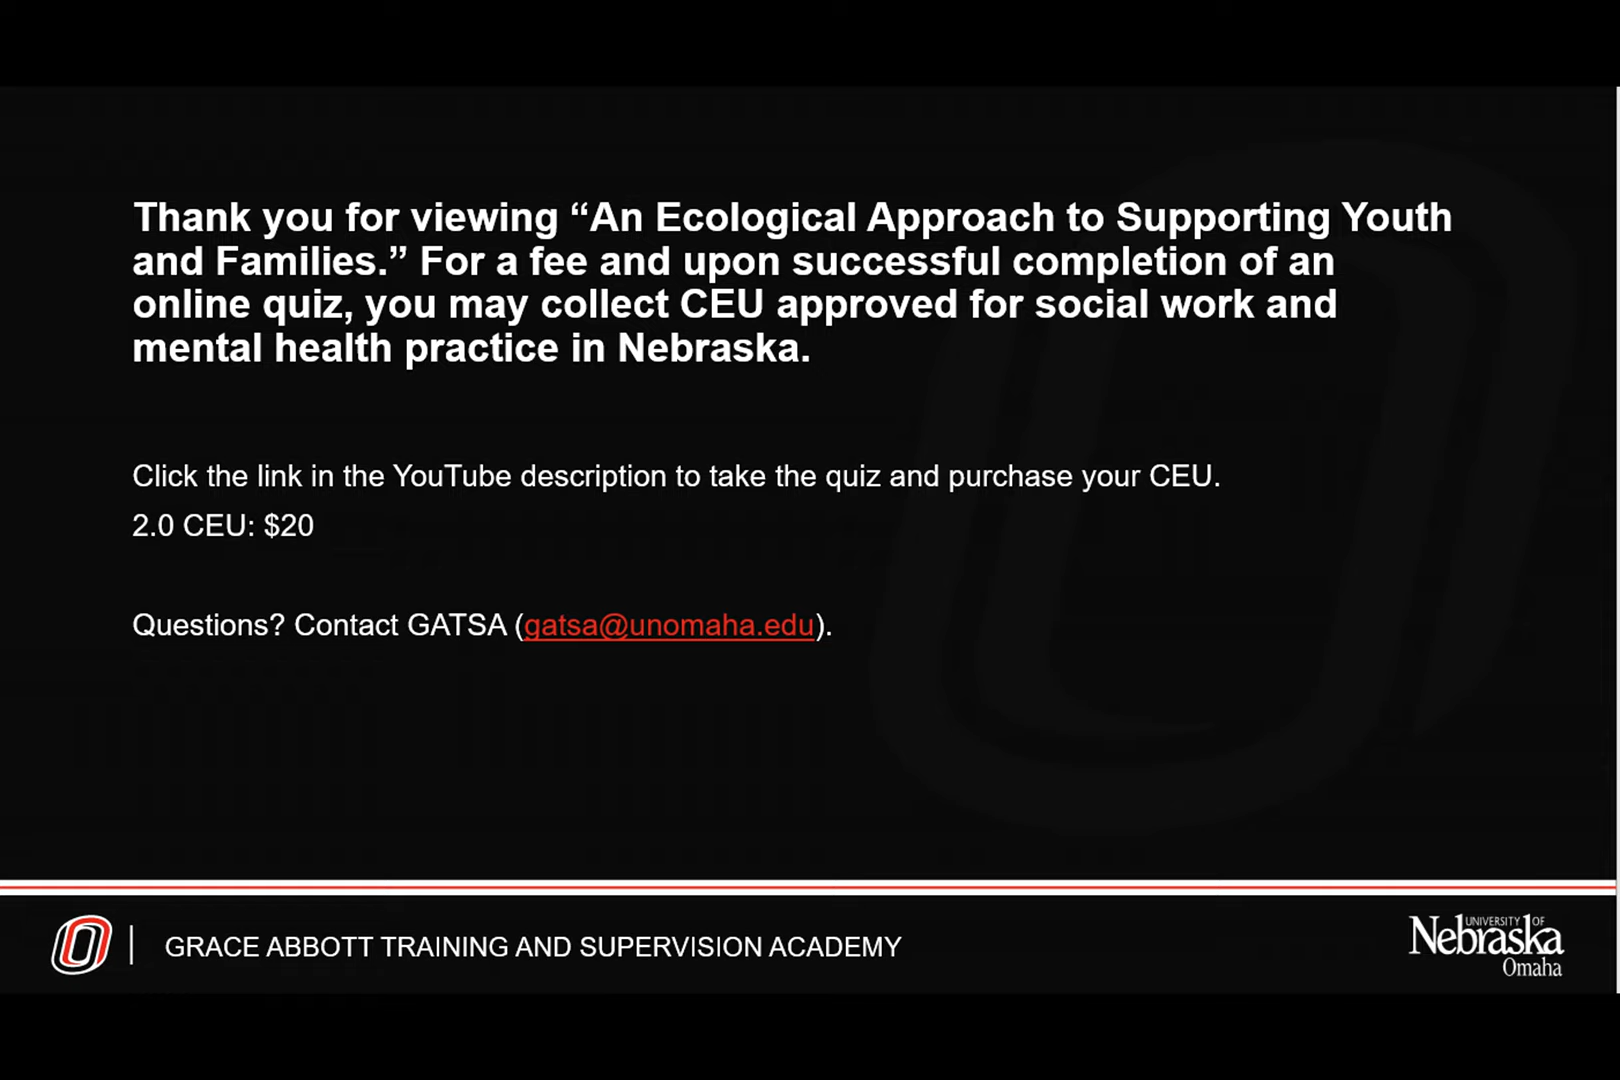 Thank you for viewing “An Ecological Approach to Supporting Youth
and Families.” For a fee and upon successful completion of an
online quiz, you may collect CEU approved for social work and
mental health practice in Nebraska.
Click the link in the YouTube description to take the quiz and purchase your CEU.
2.0 CEU: $20
Questions? Contact GATSA (gatsa@unomaha.edu).
O
GRACE ABBOTT TRAINING AND SUPERVISION ACADEMY
UNIVERSITY OF
Nebraska
Omaha